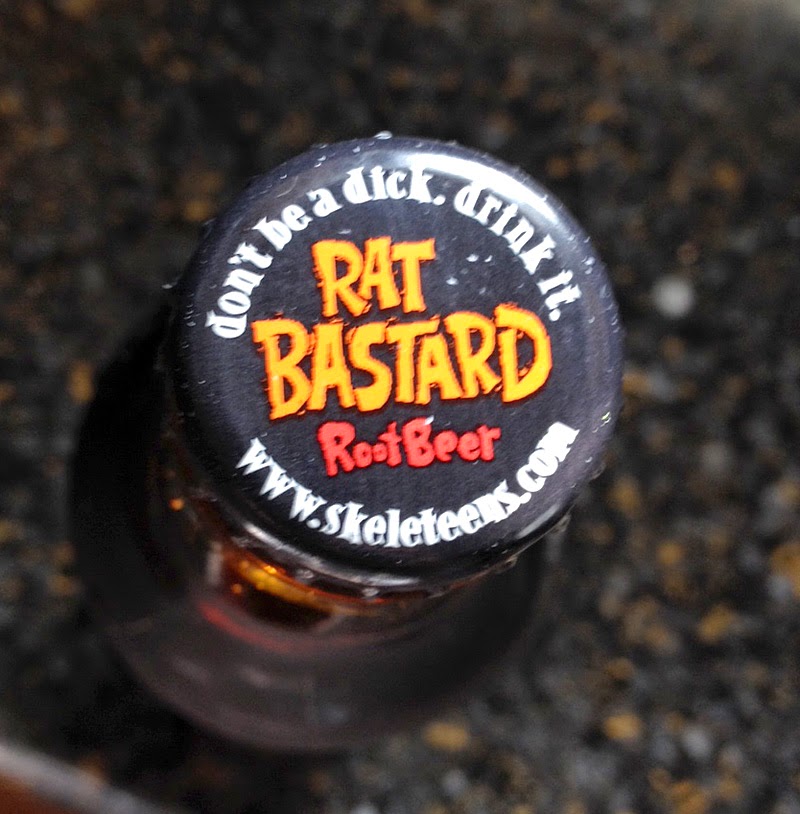 don't be a dick. drink it.
RAT
BASTARD
RootBeer
www.skeleteens.com